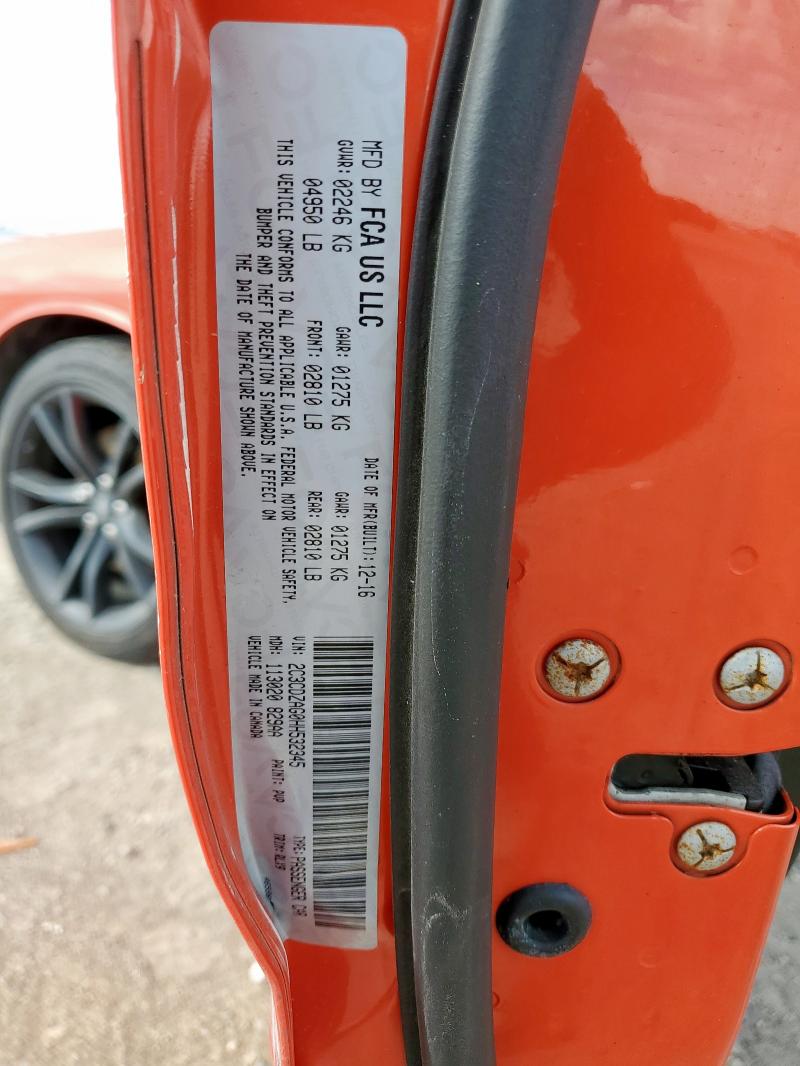 MFD BY FCA US LLC
DATE OF MFR(BUILT): 12-16
GVWR: 02246 KG
GAWR: 01275 KG
GAWR: 01275 KG
04950 LB
FRONT: 02810 LB
REAR: 02810 LB
THIS VEHICLE CONFORMS TO ALL APPLICABLE U.S.A. FEDERAL MOTOR VEHICLE SAFETY,
BUMPER AND THEFT PREVENTION STANDARDS IN EFFECT ON
THE DATE OF MANUFACTURE SHOWN ABOVE.
VIN: 2C3CDZAG0HH532345
TYPE: PASSENGER CAR
MDH: 113020 829AA
PAINT: PVP
TRIM: RLX9
VEHICLE MADE IN CANADA